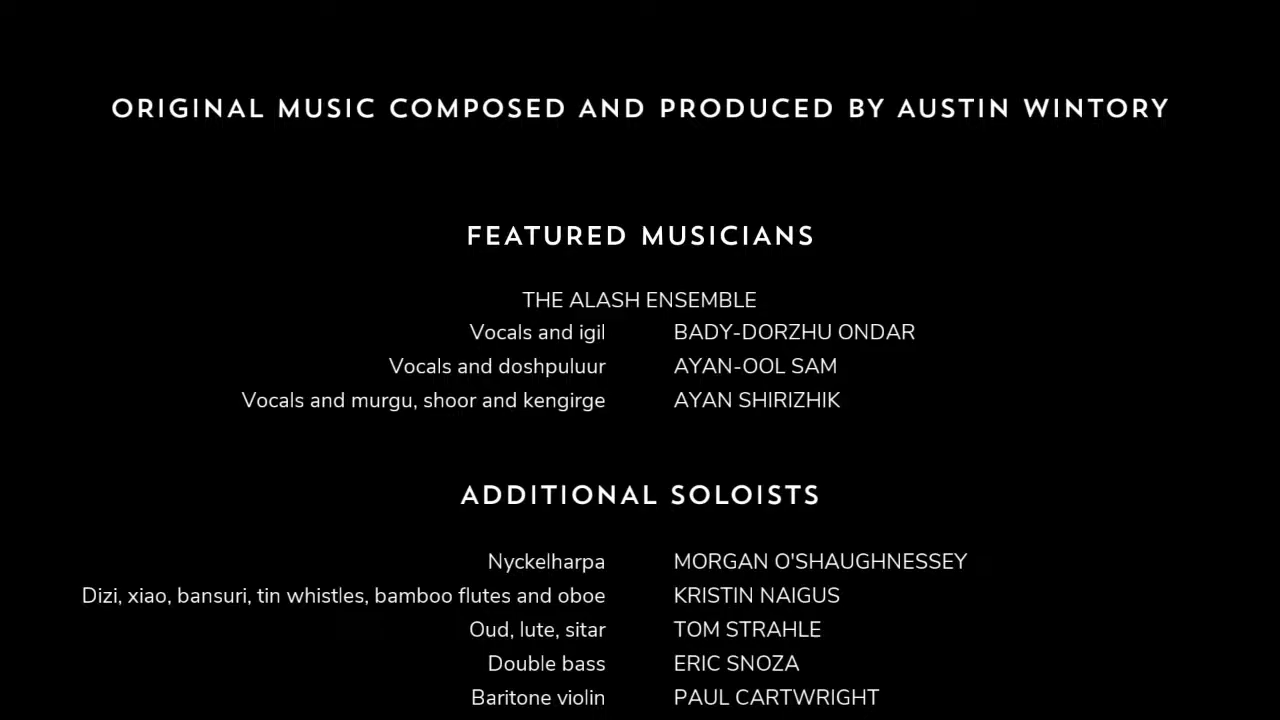 ORIGINAL MUSIC COMPOSED AND PRODUCED BY AUSTIN WINTORY
FEATURED MUSICIANS
THE ALASH ENSEMBLE
Vocals and igil BADY-DORZHU ONDAR
Vocals and doshpuluur AYAN-OOL SAM
Vocals and murgu, shoor and kengirge AYAN SHIRIZHIK
ADDITIONAL SOLOISTS
Nyckelharpa MORGAN O'SHAUGHNESSEY
Dizi, xiao, bansuri, tin whistles, bamboo flutes and oboe KRISTIN NAIGUS
Oud, lute, sitar TOM STRAHLE
Double bass ERIC SNOZA
Baritone violin PAUL CARTWRIGHT